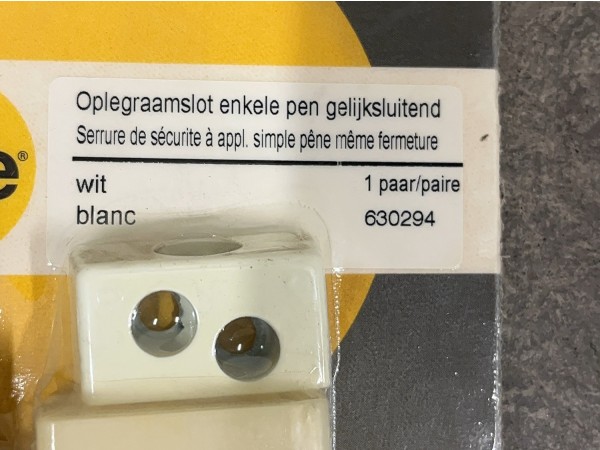 Oplegraamslot enkele pen gelijksluitend
Serrure de sécurite à appl. simple pêne même fermeture
wit 1 paar/paire
blanc 630294
e®